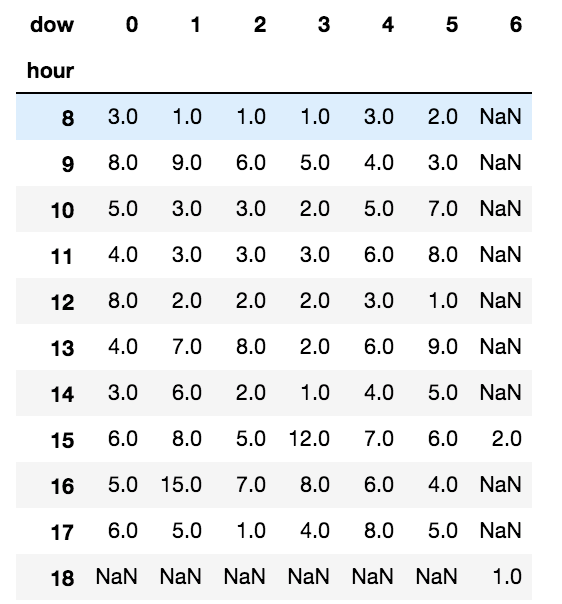 dow 0 1 2 3 4 5 6
hour
8 3.0 1.0 1.0 1.0 3.0 2.0 NaN
9 8.0 9.0 6.0 5.0 4.0 3.0 NaN
10 5.0 3.0 3.0 2.0 5.0 7.0 NaN
11 4.0 3.0 3.0 3.0 6.0 8.0 NaN
12 8.0 2.0 2.0 2.0 3.0 1.0 NaN
13 4.0 7.0 8.0 2.0 6.0 9.0 NaN
14 3.0 6.0 2.0 1.0 4.0 5.0 NaN
15 6.0 8.0 5.0 12.0 7.0 6.0 2.0
16 5.0 15.0 7.0 8.0 6.0 4.0 NaN
17 6.0 5.0 1.0 4.0 8.0 5.0 NaN
18 NaN NaN NaN NaN NaN NaN 1.0